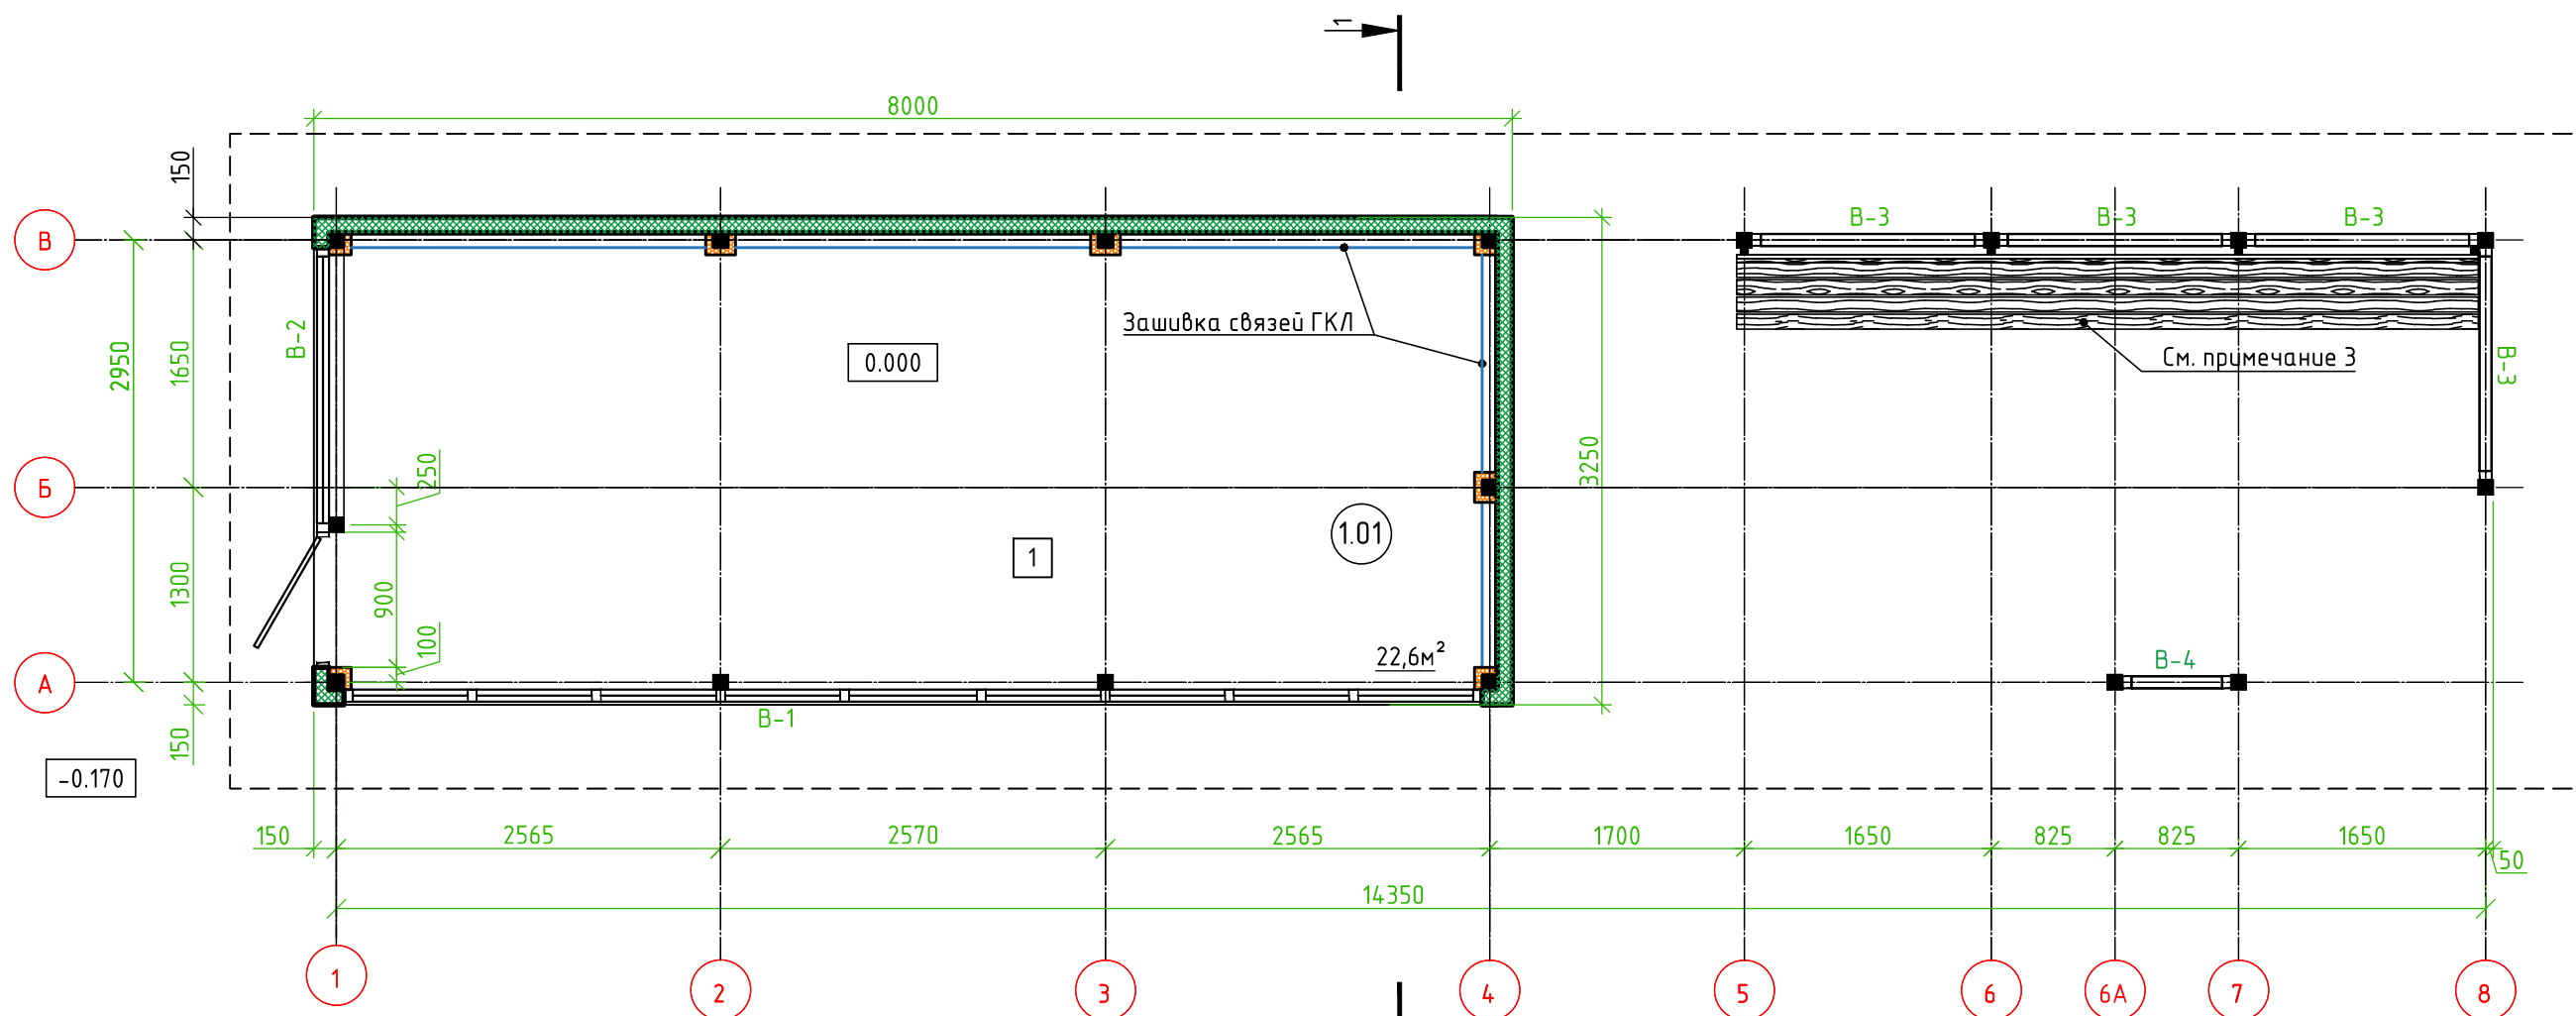 1
8000
150
В
В-3
В-3
В-3
Зашивка связей ГКЛ
В-2
2950
1650
0.000
См. примечание 3
В-3
250
3250
Б
1.01
1
1300
900
100
22,6м²
А
В-4
В-1
150
-0.170
150
2565
2570
2565
1700
1650
825
825
1650
50
14350
1
2
3
4
5
6
6А
7
8